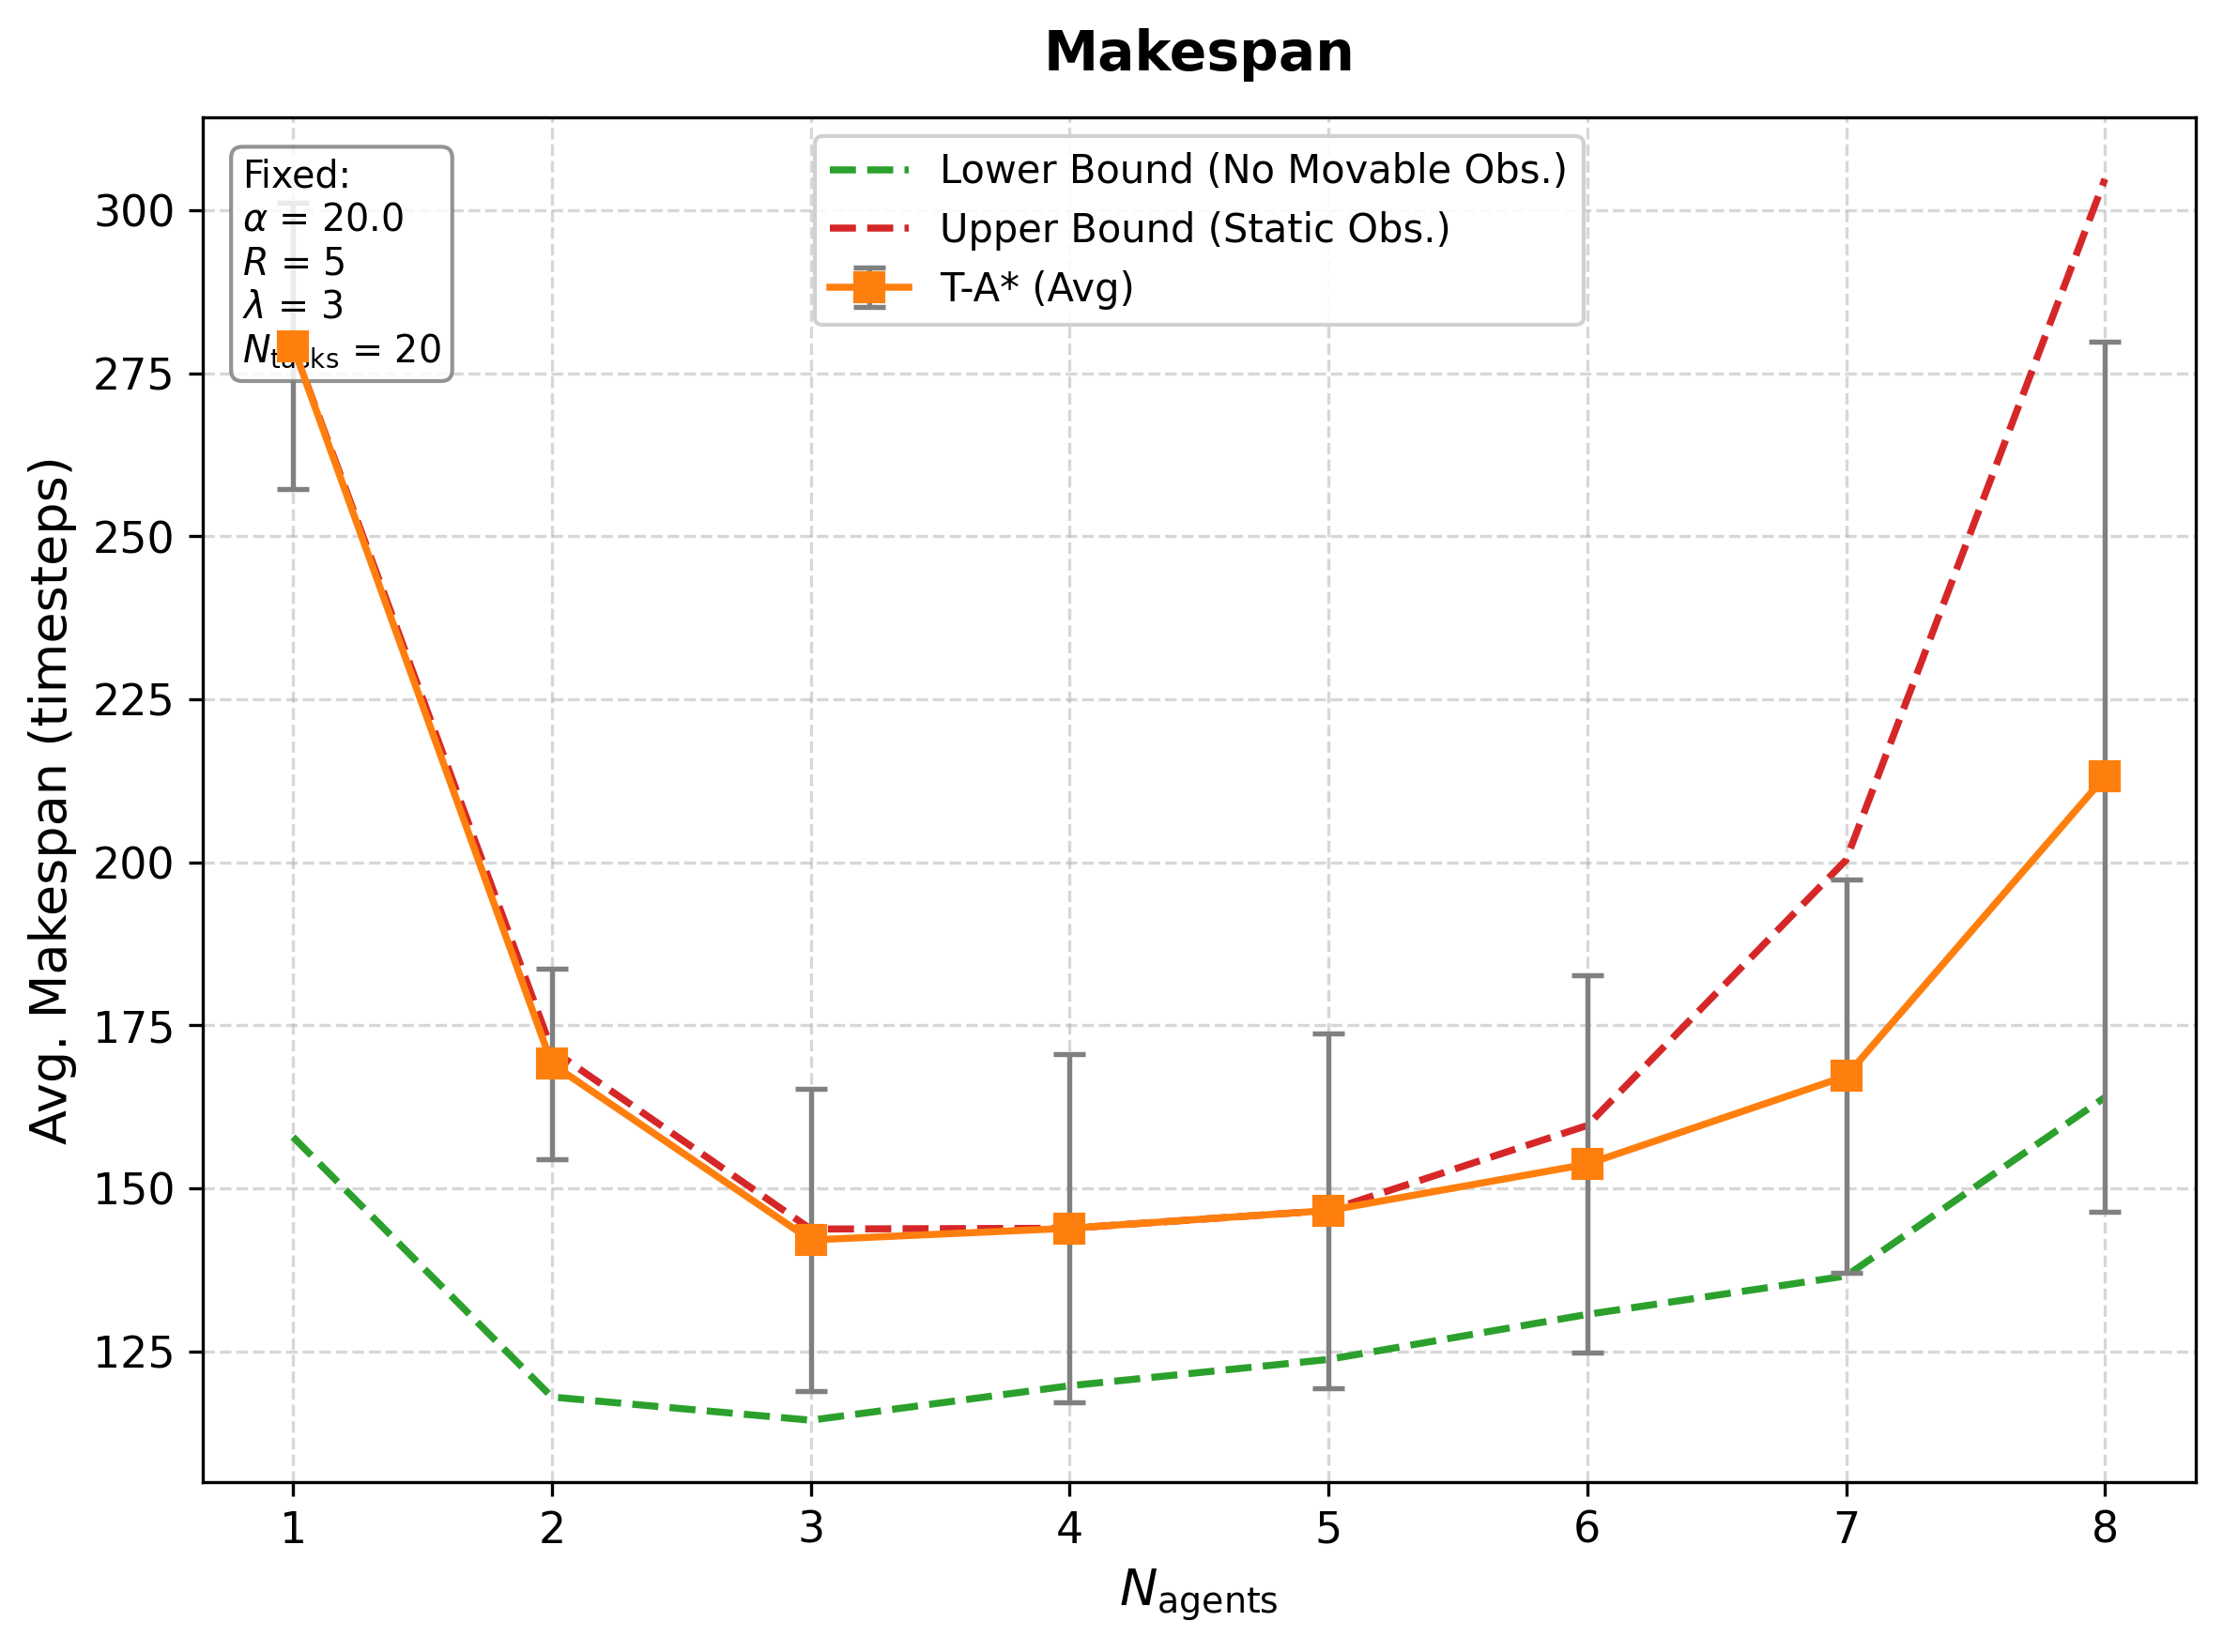 Makespan
Fixed:
α = 20.0
R = 5
λ = 3
N_tasks = 20
Lower Bound (No Movable Obs.)
Upper Bound (Static Obs.)
T-A* (Avg)
Avg. Makespan (timesteps)
300
275
250
225
200
175
150
125
1 2 3 4 5 6 7 8
N_agents